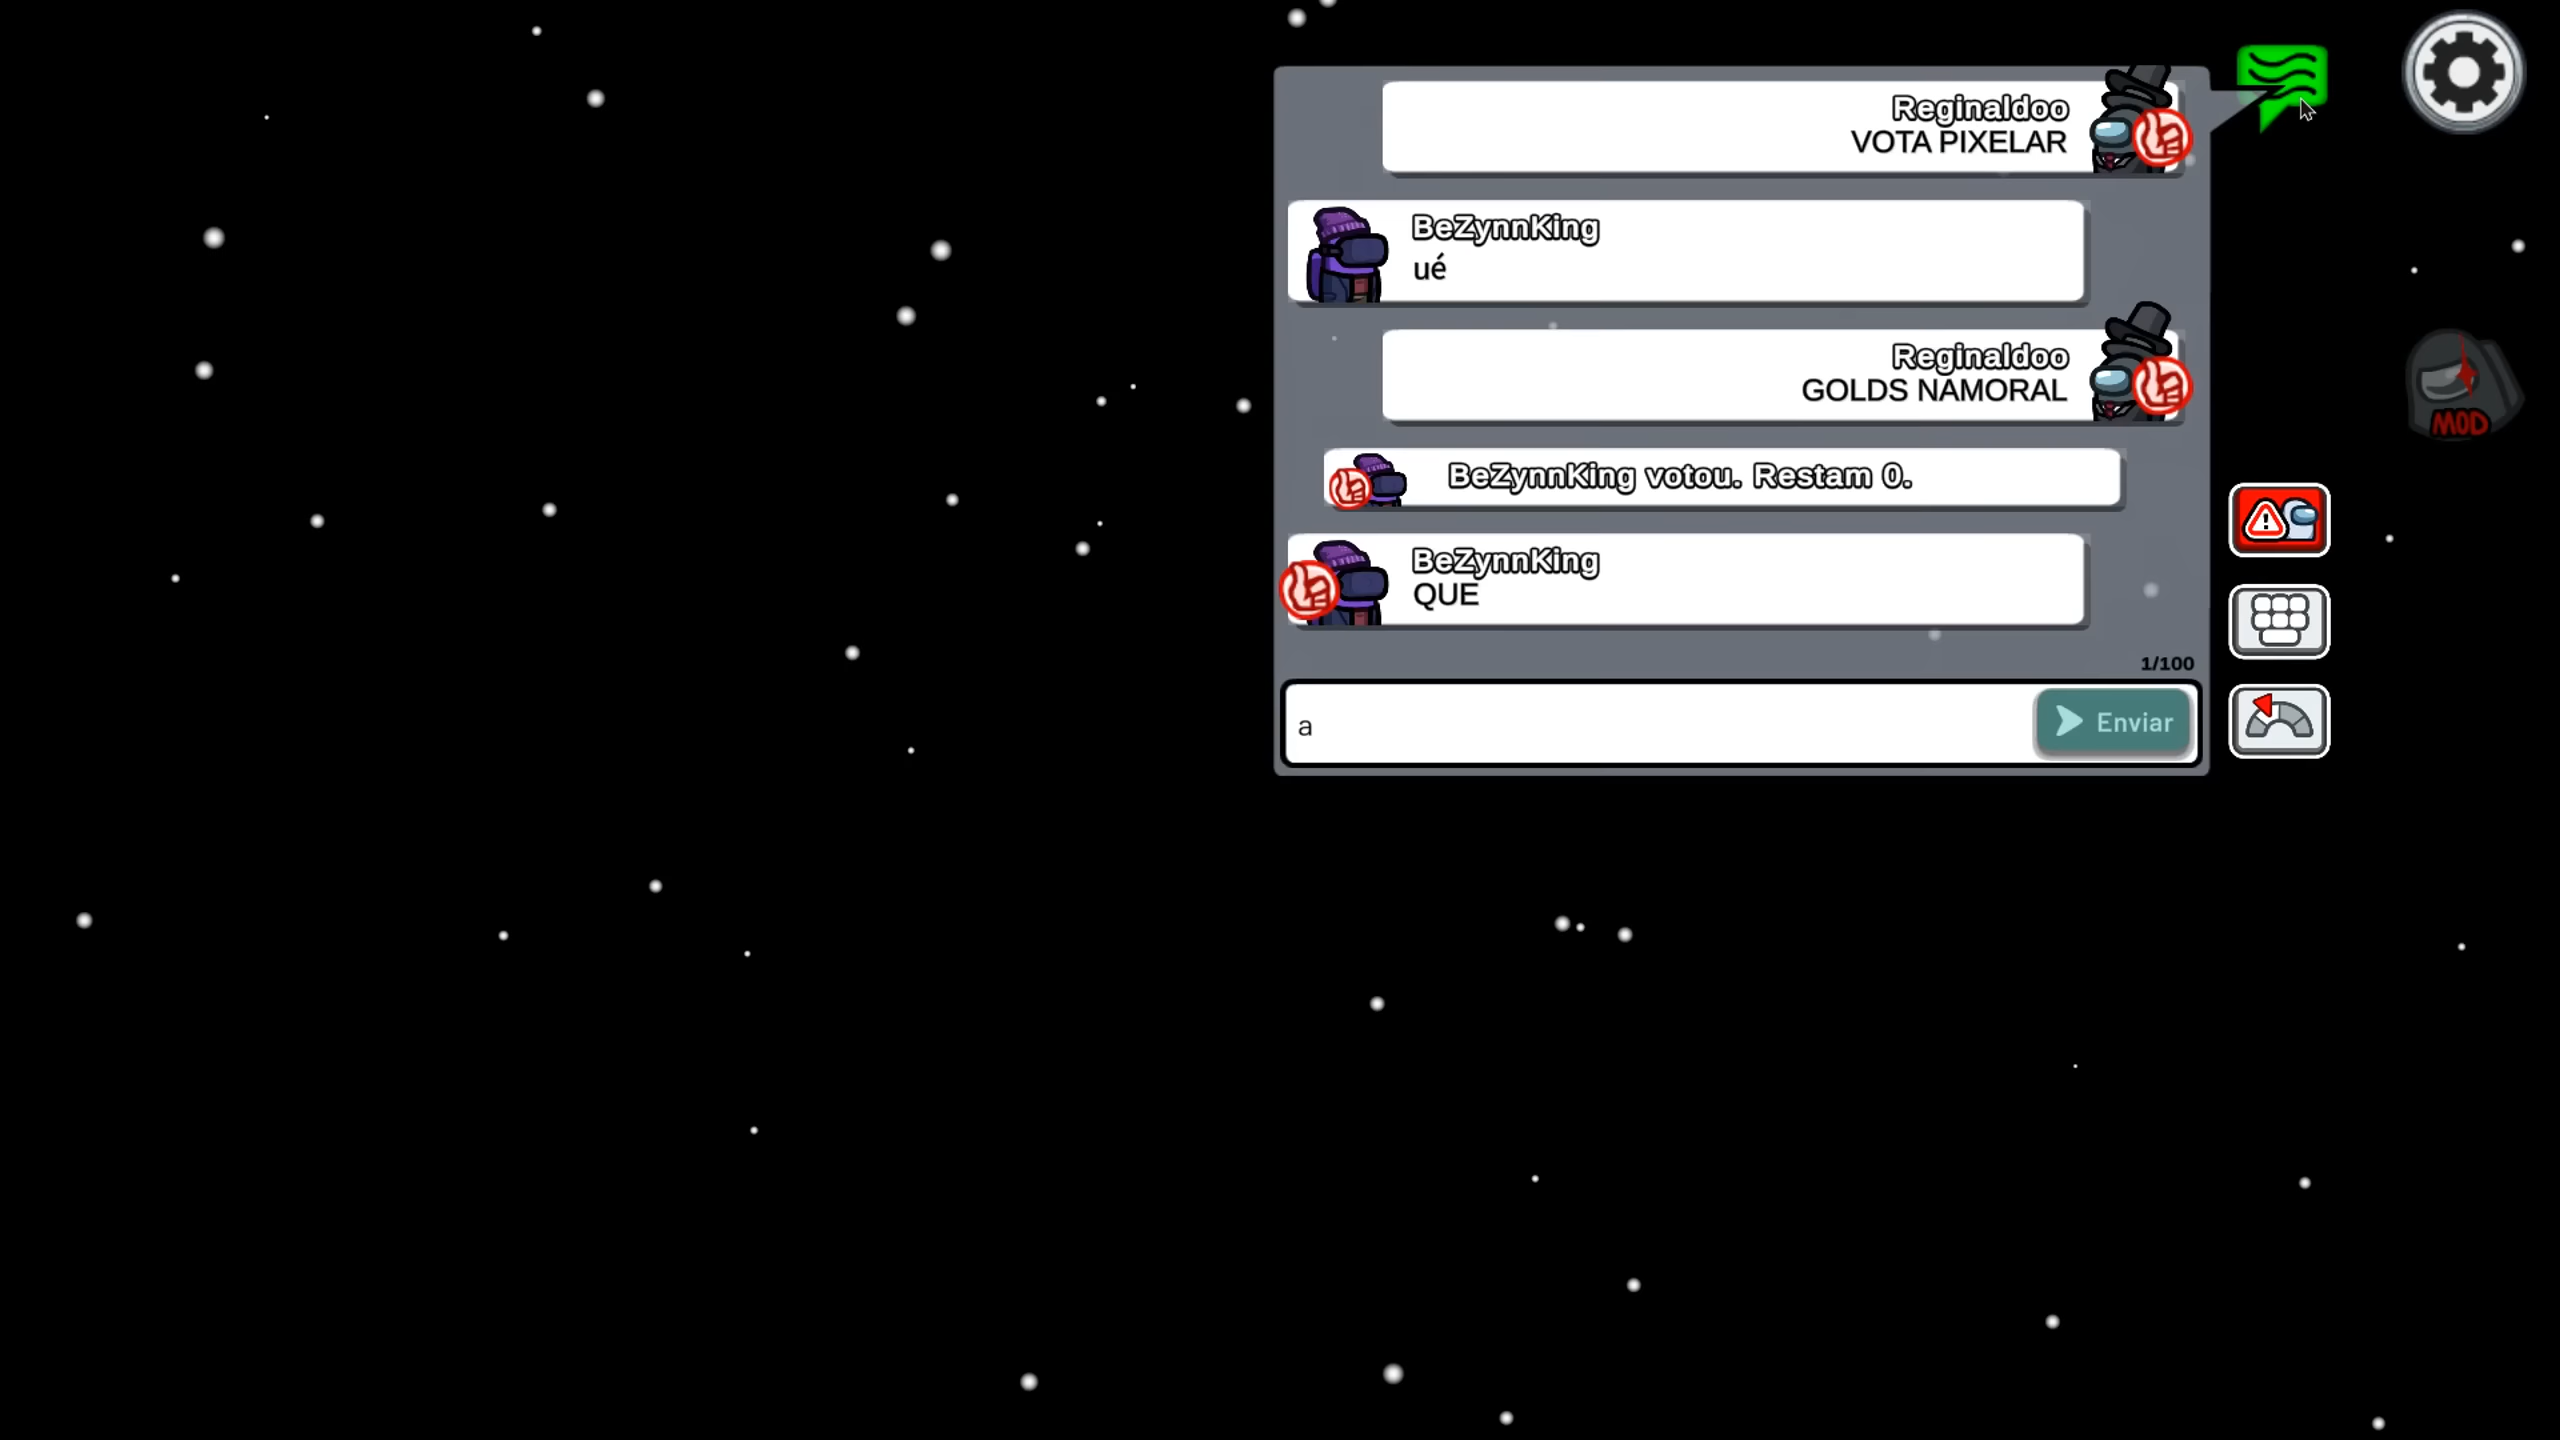 Reginaldoo
VOTA PIXELAR
BeZynnKing
ué
Reginaldoo
GOLDS NAMORAL
MOD
BeZynnKing votou. Restam 0.
BeZynnKing
QUE
1/100
a
Enviar